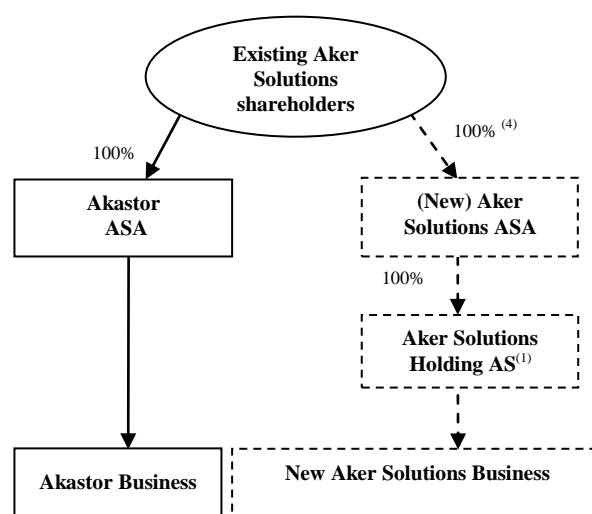 Existing Aker
Solutions
shareholders
100%
100% (4)
Akastor
ASA
(New) Aker
Solutions ASA
100%
Aker Solutions
Holding AS(1)
Akastor Business
New Aker Solutions Business